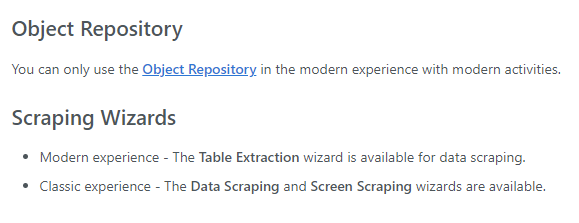 Object Repository
You can only use the Object Repository in the modern experience with modern activities.
Scraping Wizards
• Modern experience - The Table Extraction wizard is available for data scraping.
• Classic experience - The Data Scraping and Screen Scraping wizards are available.